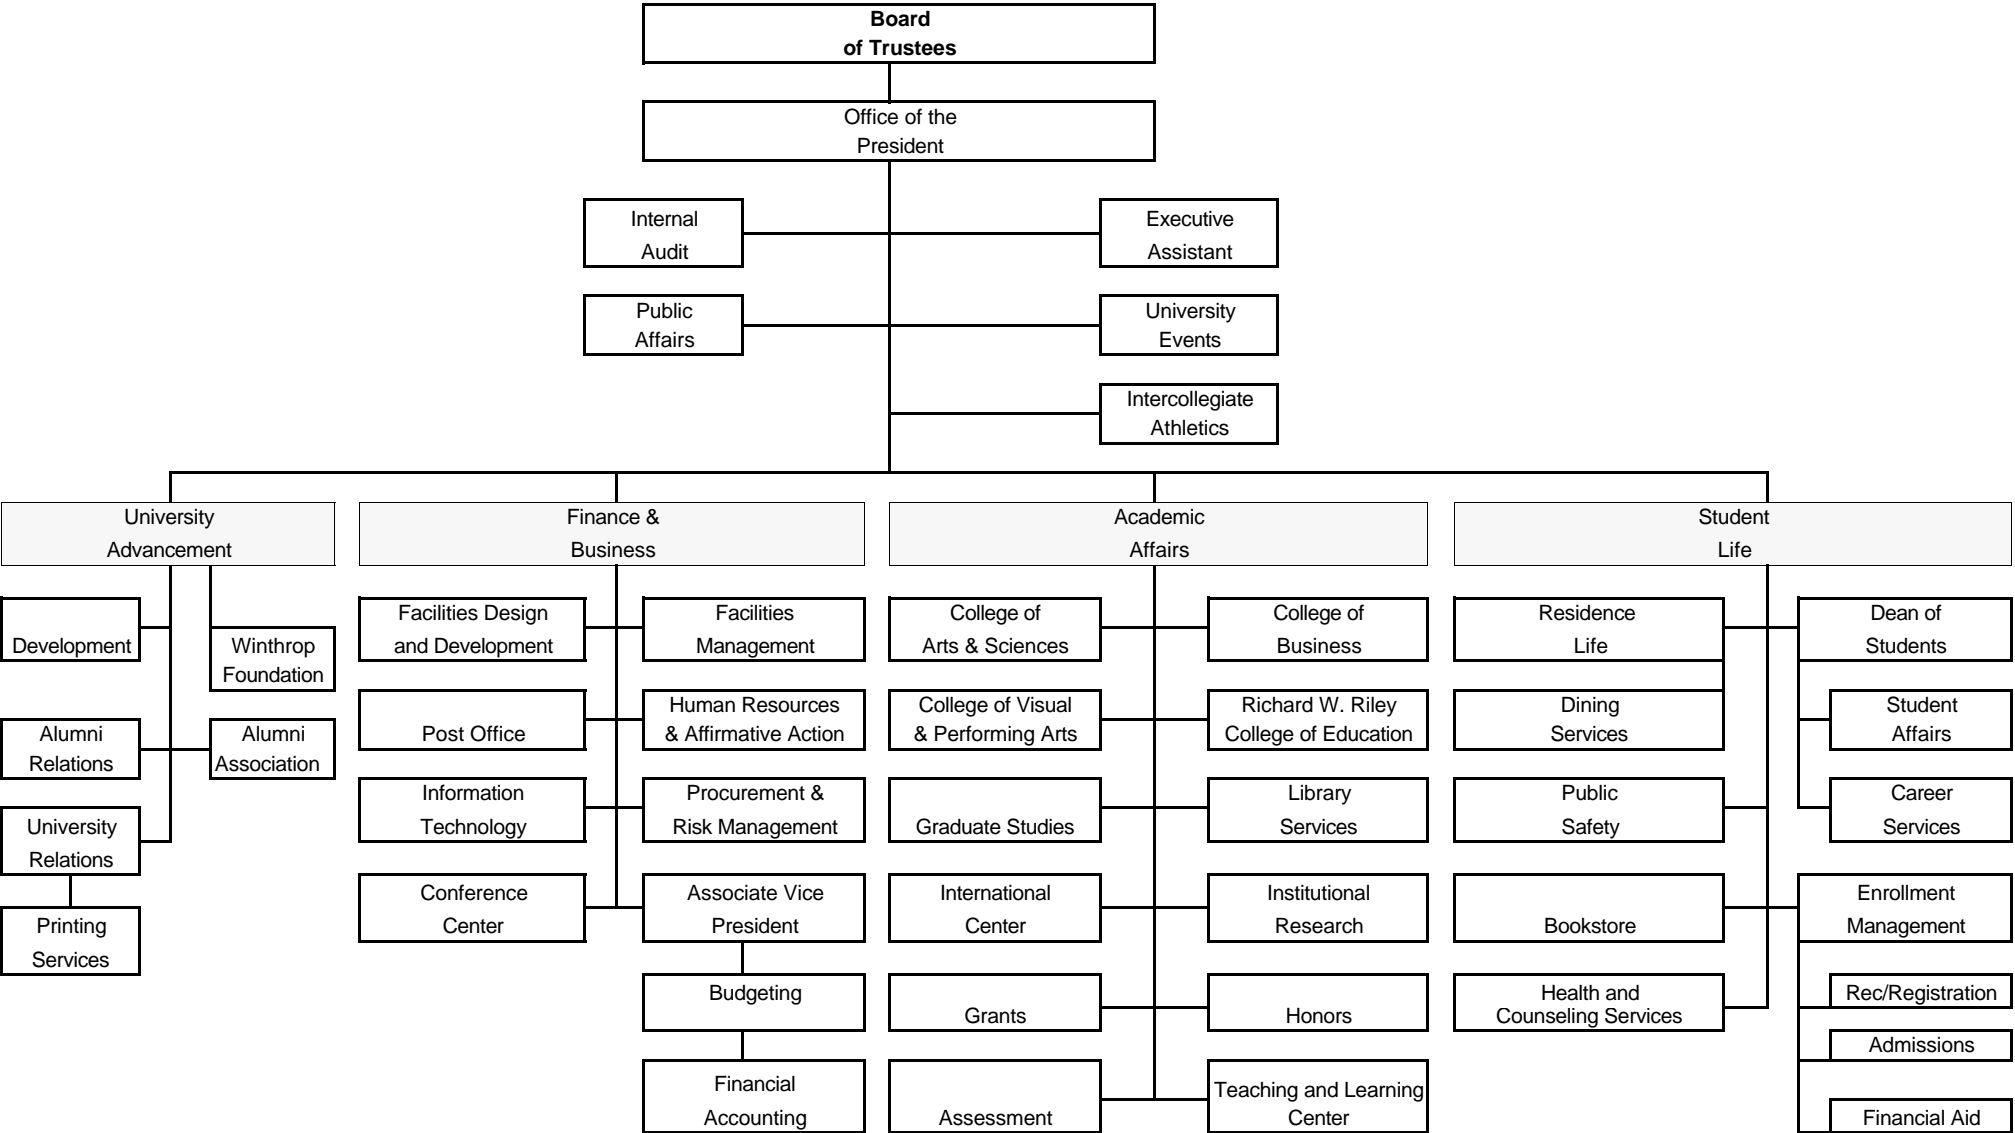 Board
of Trustees
Office of the
President
Internal
Audit
Executive
Assistant
Public
Affairs
University
Events
Intercollegiate
Athletics
University
Advancement
Finance &
Business
Academic
Affairs
Student
Life
Development
Winthrop
Foundation
Alumni
Relations
Alumni
Association
University
Relations
Printing
Services
Facilities Design
and Development
Facilities
Management
Post Office
Human Resources
& Affirmative Action
Information
Technology
Procurement &
Risk Management
Conference
Center
Associate Vice
President
Budgeting
Financial
Accounting
College of
Arts & Sciences
College of
Business
College of Visual
& Performing Arts
Richard W. Riley
College of Education
Graduate Studies
Library
Services
International
Center
Institutional
Research
Grants
Honors
Assessment
Teaching and Learning
Center
Residence
Life
Dean of
Students
Dining
Services
Student
Affairs
Public
Safety
Career
Services
Bookstore
Enrollment
Management
Health and
Counseling Services
Rec/Registration
Admissions
Financial Aid